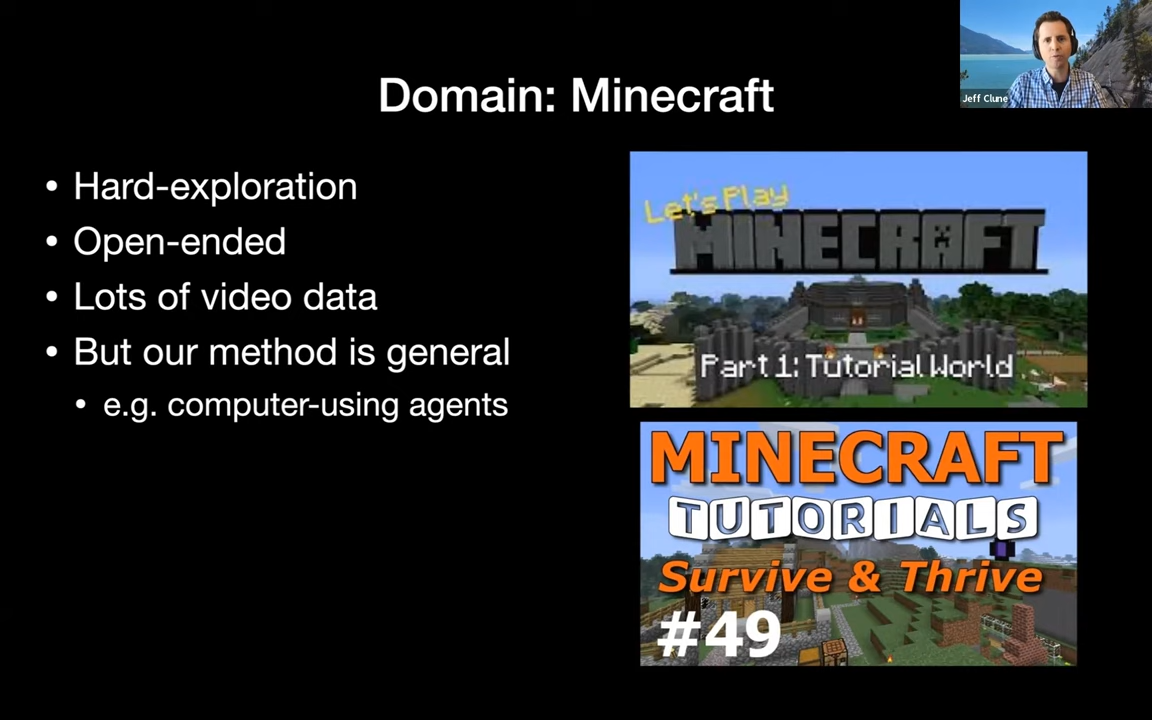 Domain: Minecraft
Jeff Clune
• Hard-exploration
• Open-ended
• Lots of video data
• But our method is general
• e.g. computer-using agents
Let's Play
MINECRAFT
Part 1: Tutorial World
MINECRAFT
TUTORIALS
Survive & Thrive
#49